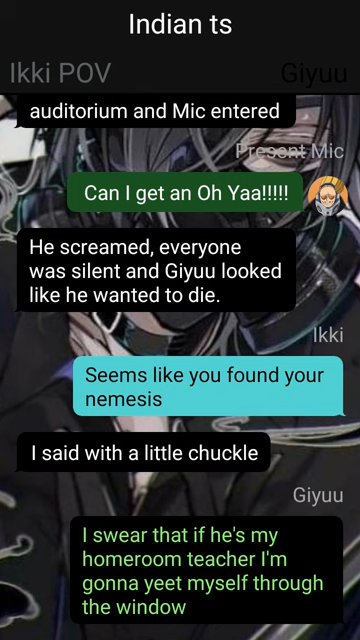 Indian ts
Ikki POV
Giyuu
auditorium and Mic entered
Present Mic
Can I get an Oh Yaa!!!!!
He screamed, everyone
was silent and Giyuu looked
like he wanted to die.
Ikki
Seems like you found your
nemesis
I said with a little chuckle
Giyuu
I swear that if he's my
homeroom teacher I'm
gonna yeet myself through
the window